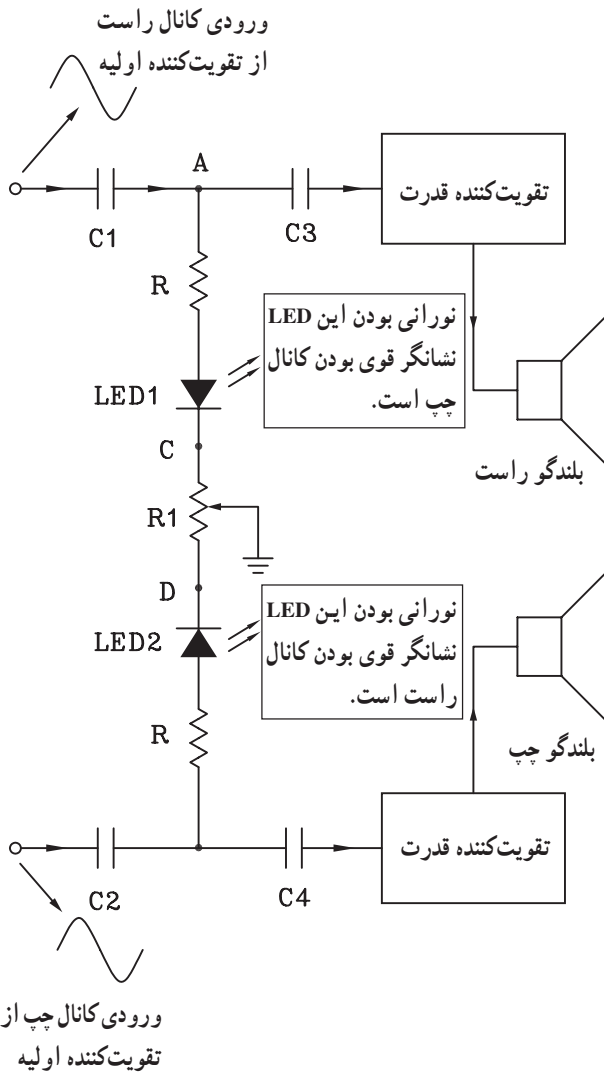 ورودی کانال راست
از تقویت‌کننده اولیه
A
C1
C3
تقویت‌کننده قدرت
R
نورانی بودن این LED
نشانگر قوی بودن کانال
چپ است.
LED1
C
بلندگو راست
R1
D
نورانی بودن این LED
نشانگر قوی بودن کانال
راست است.
LED2
R
بلندگو چپ
تقویت‌کننده قدرت
C2
C4
ورودی کانال چپ از
تقویت‌کننده اولیه